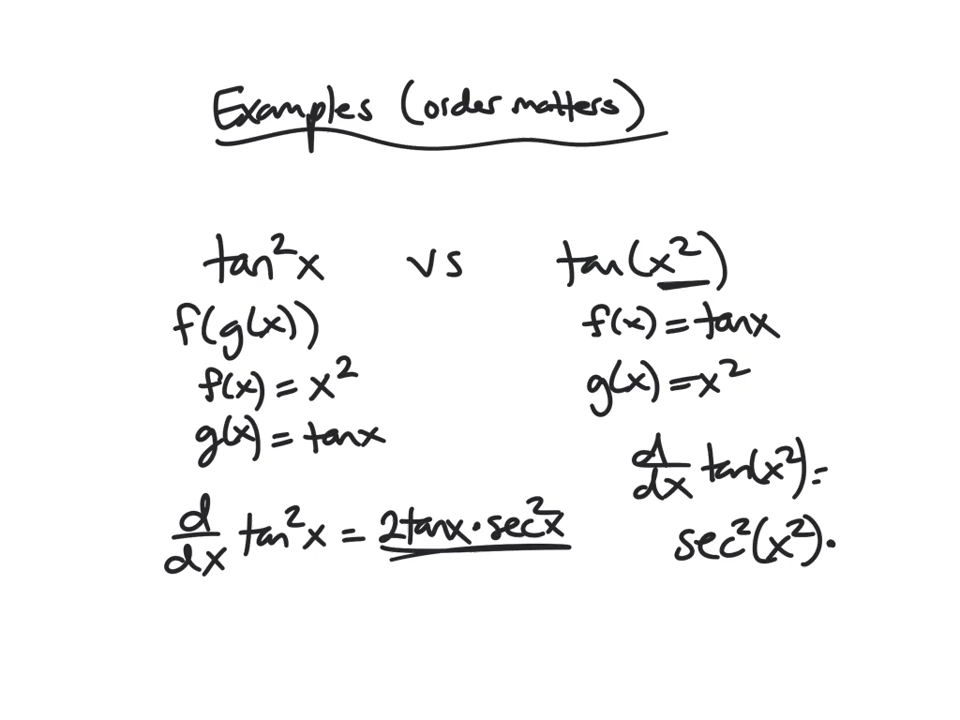 Examples (order matters)
tan²x vs tan(x²)
f(g(x))
f(x) = x²
g(x) = tanx
d/dx tan²x = 2tanx·sec²x
f(x) = tanx
g(x) = x²
d/dx tan(x²) =
sec²(x²)·